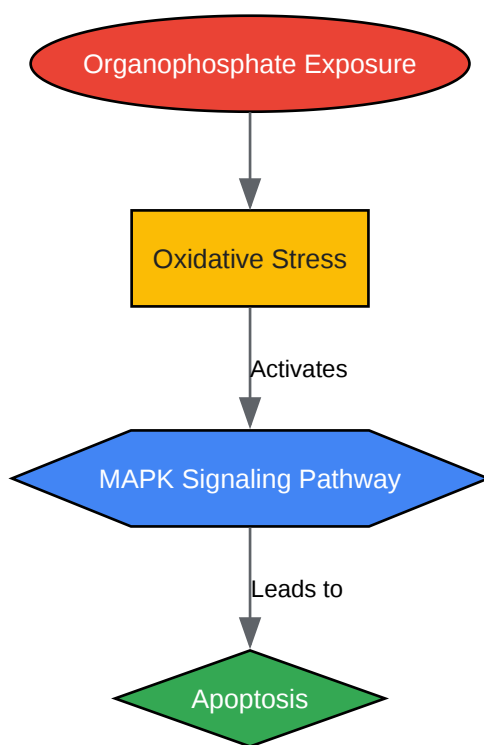 Organophosphate Exposure
Oxidative Stress
Activates
MAPK Signaling Pathway
Leads to
Apoptosis